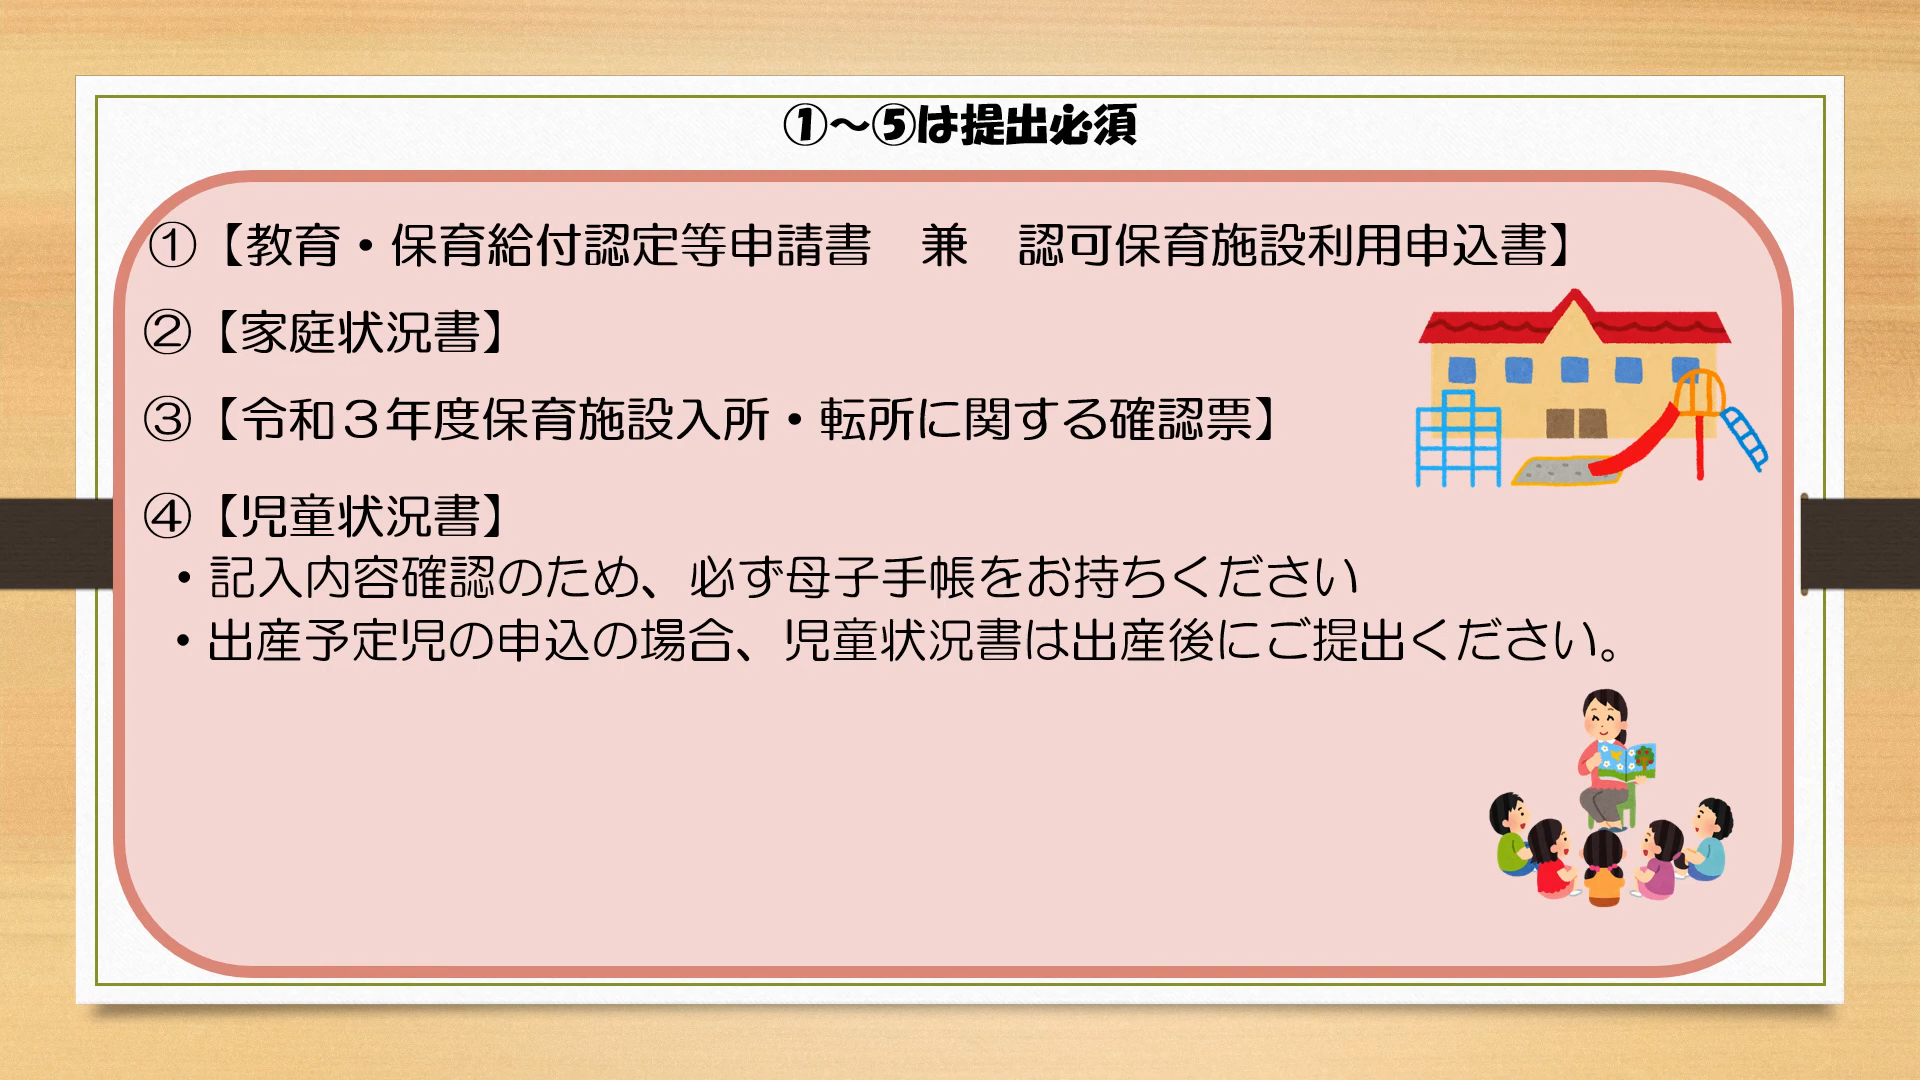 ①～⑤は提出必須
①【教育・保育給付認定等申請書　兼　認可保育施設利用申込書】
②【家庭状況書】
③【令和３年度保育施設入所・転所に関する確認票】
④【児童状況書】
・記入内容確認のため、必ず母子手帳をお持ちください
・出産予定児の申込の場合、児童状況書は出産後にご提出ください。